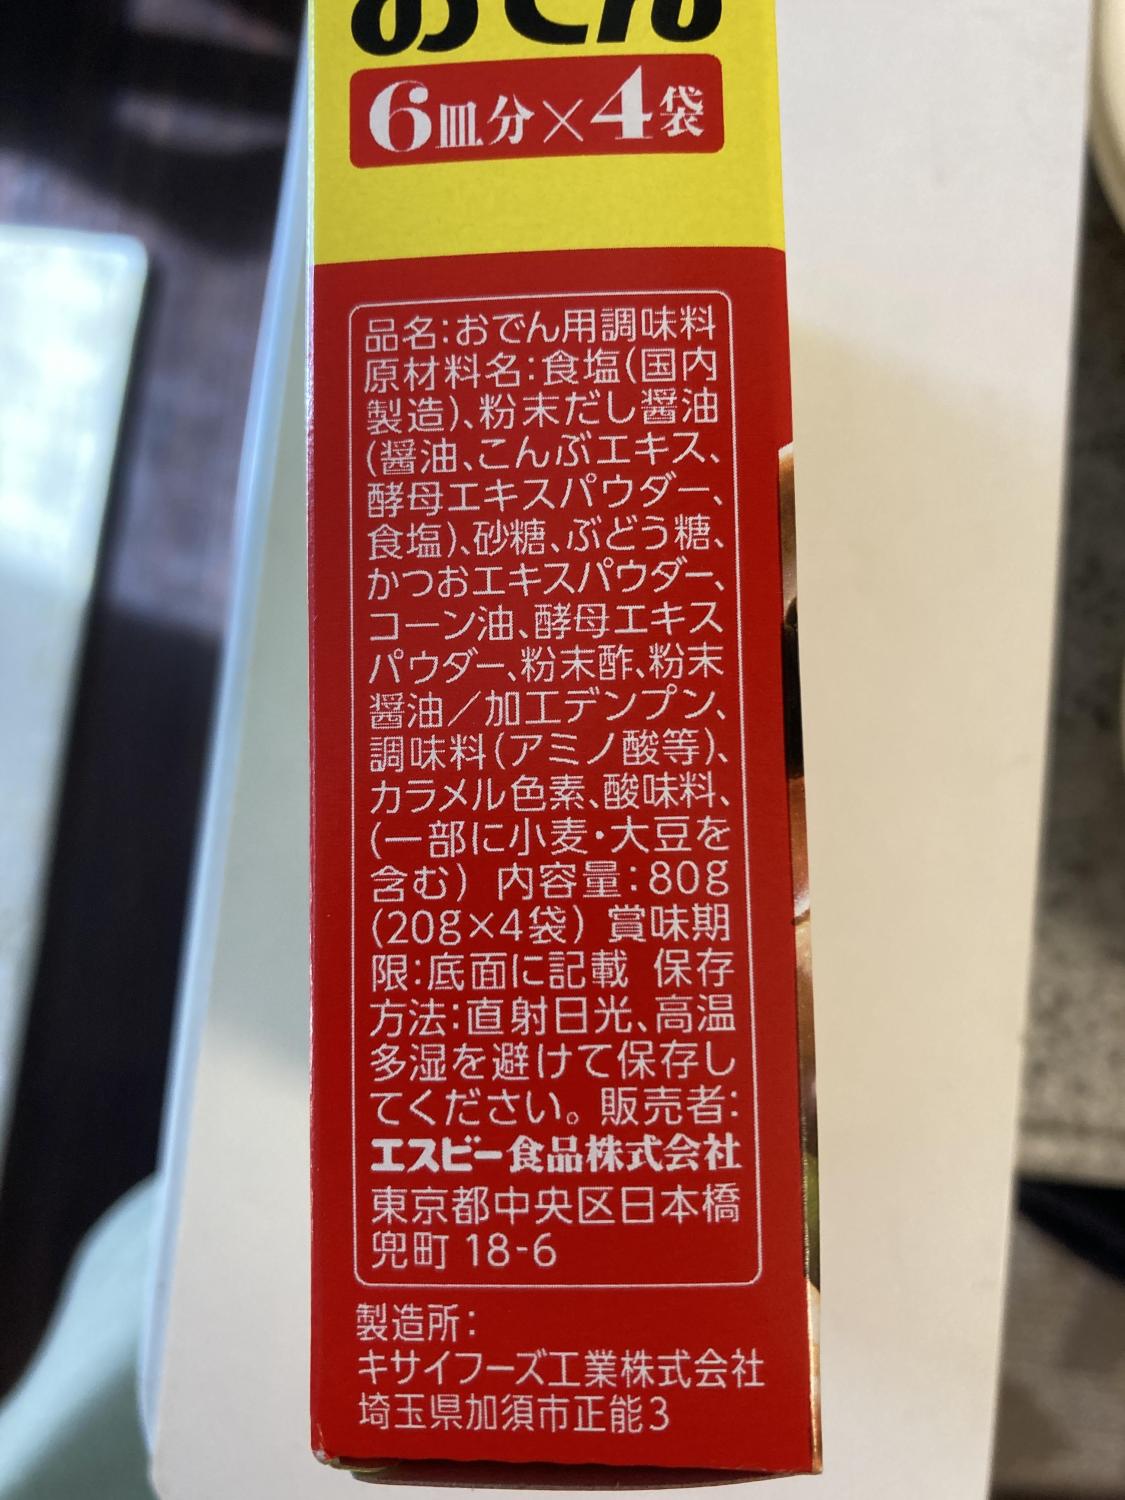 おでん
6皿分×4袋
品名:おでん用調味料
原材料名:食塩(国内
製造)、粉末だし醤油
(醤油、こんぶエキス、
酵母エキスパウダー、
食塩)、砂糖、ぶどう糖、
かつおエキスパウダー、
コーン油、酵母エキス
パウダー、粉末酢、粉末
醤油/加工デンプン、
調味料(アミノ酸等)、
カラメル色素、酸味料、
(一部に小麦・大豆を
含む) 内容量:80g
(20g×4袋) 賞味期
限:底面に記載 保存
方法:直射日光、高温
多湿を避けて保存し
てください。販売者:
エスビー食品株式会社
東京都中央区日本橋
兜町 18-6
製造所:
キサイフーズ工業株式会社
埼玉県加須市正能3